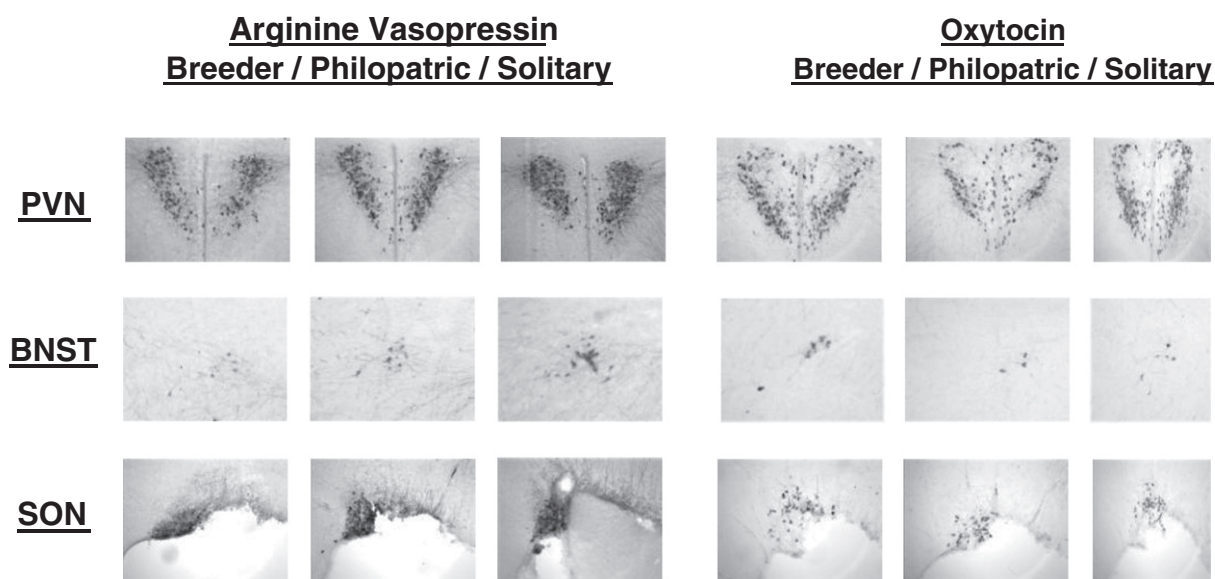 Arginine Vasopressin
Breeder / Philopatric / Solitary
Oxytocin
Breeder / Philopatric / Solitary
PVN
BNST
SON